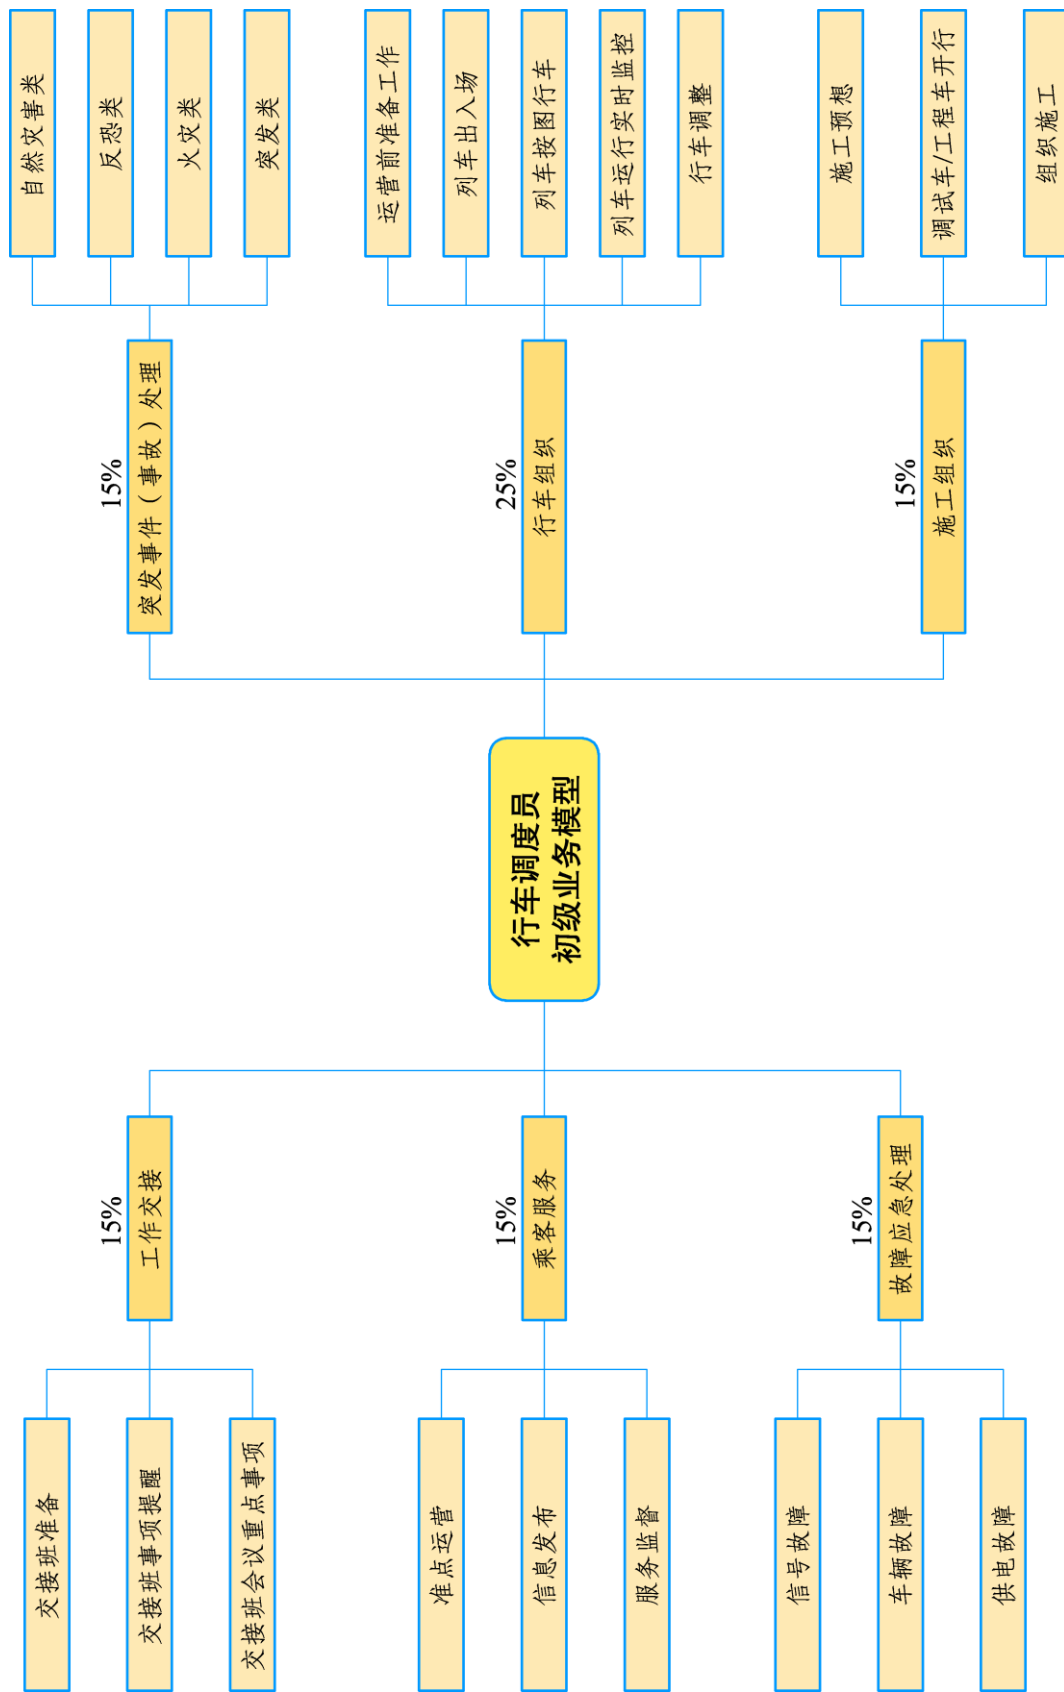 行车调度员
初级业务模型
15%
工作交接
交接班准备
交接班事项提醒
交接班会议重点事项
15%
乘客服务
准点运营
信息发布
服务监督
15%
故障应急处理
信号故障
车辆故障
供电故障
15%
突发事件（事故）处理
自然灾害类
反恐类
火灾类
突发类
25%
行车组织
运营前准备工作
列车出入场
列车按图行车
列车运行实时监控
行车调整
15%
施工组织
施工预想
调试车/工程车开行
组织施工